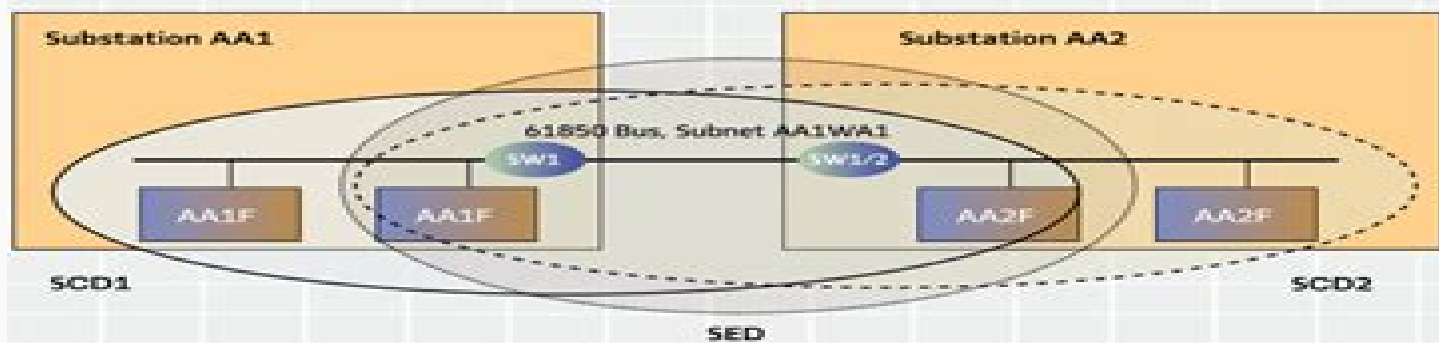 Substation AA1
Substation AA2
61850 Bus, Subnet AA1WA1
SW1
SW1/2
AA1F
AA1F
AA2F
AA2F
SCD1
SCD2
SED